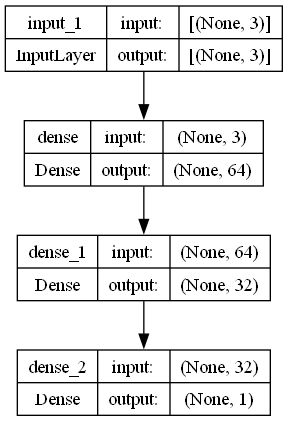 input_1 input: [(None, 3)]
InputLayer output: [(None, 3)]
dense input: (None, 3)
Dense output: (None, 64)
dense_1 input: (None, 64)
Dense output: (None, 32)
dense_2 input: (None, 32)
Dense output: (None, 1)